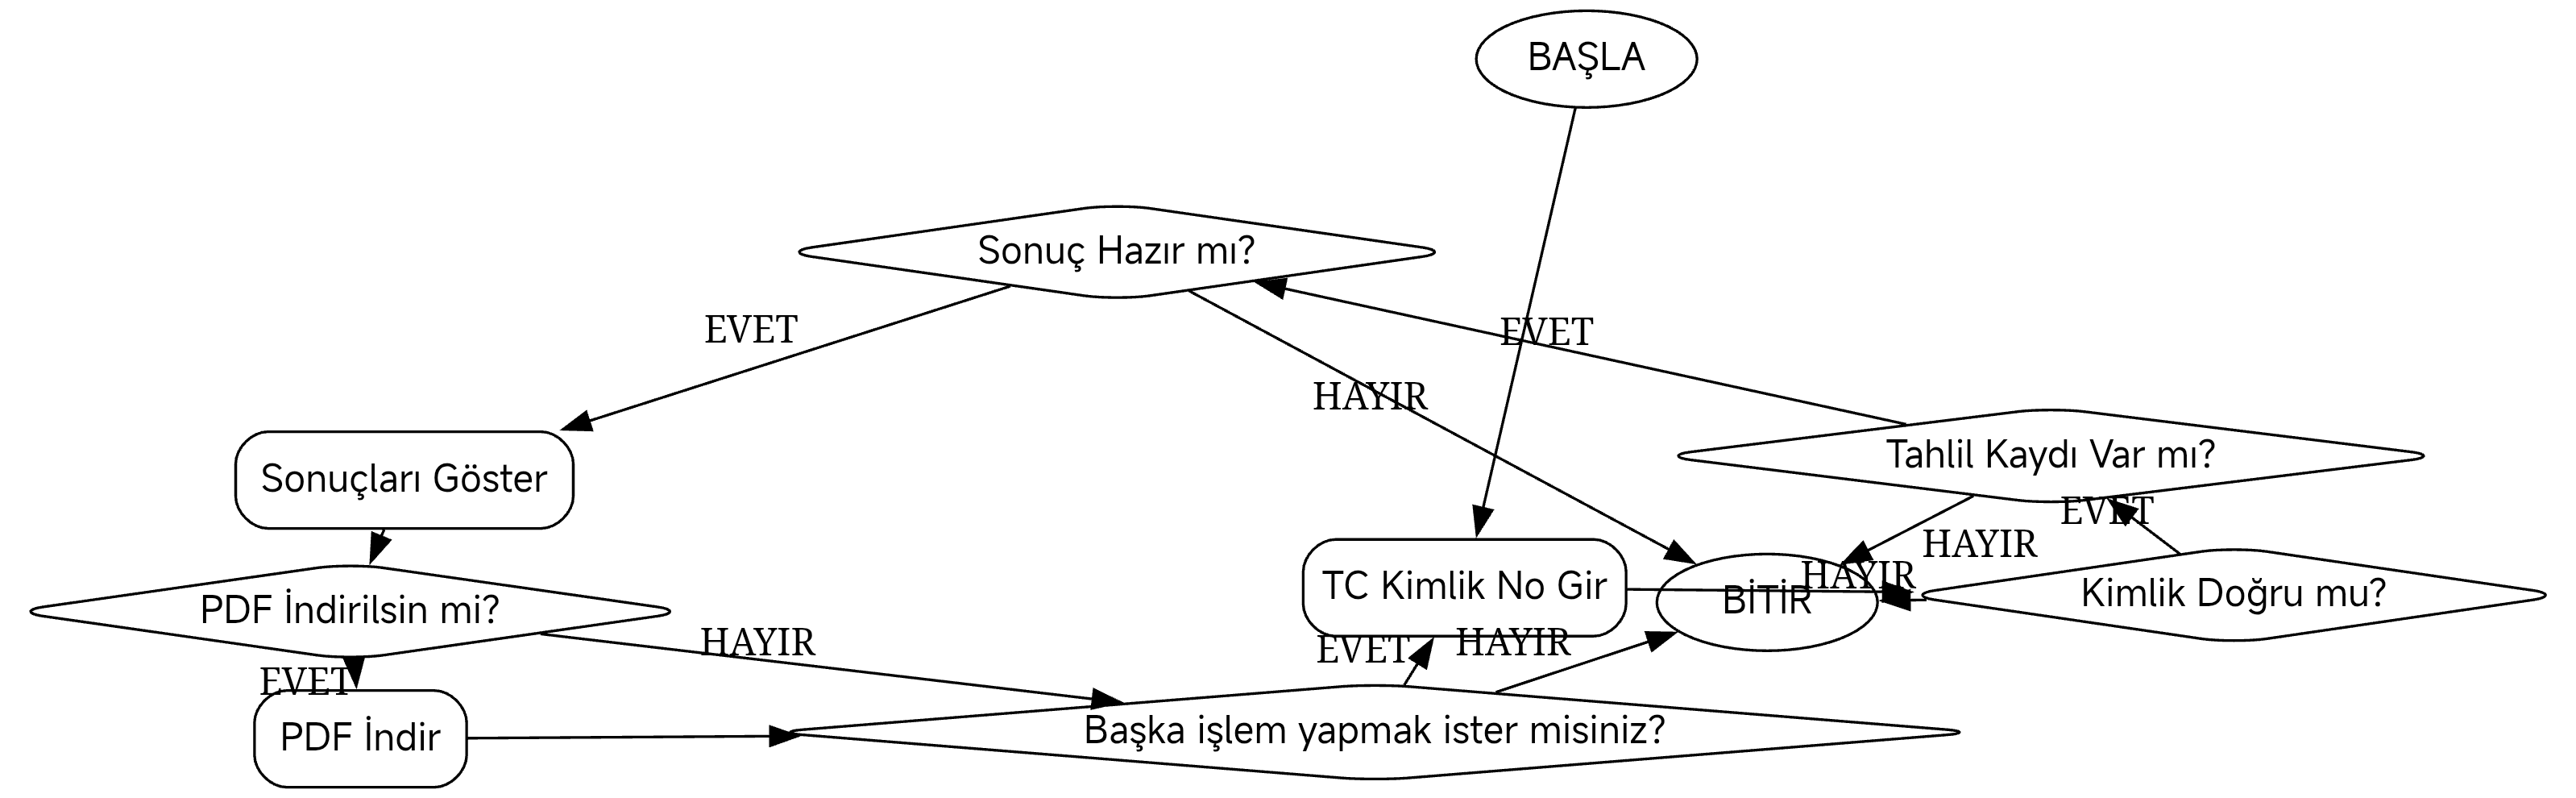 BAŞLA
Sonuç Hazır mı?
EVET
EVET
HAYIR
Tahlil Kaydı Var mı?
Sonuçları Göster
EVET
HAYIR
HAYIR
TC Kimlik No Gir
BİTİR
Kimlik Doğru mu?
PDF İndirilsin mi?
HAYIR
EVET
HAYIR
EVET
PDF İndir
Başka işlem yapmak ister misiniz?